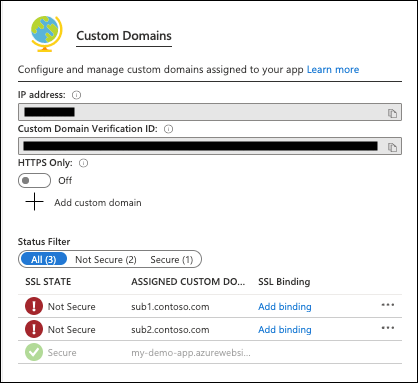 Custom Domains
Configure and manage custom domains assigned to your app Learn more
IP address:
Custom Domain Verification ID:
HTTPS Only:
Off
Add custom domain
Status Filter
All (3) Not Secure (2) Secure (1)
SSL STATE ASSIGNED CUSTOM DO... SSL Binding
Not Secure sub1.contoso.com Add binding
Not Secure sub2.contoso.com Add binding
Secure my-demo-app.azurewebsi...